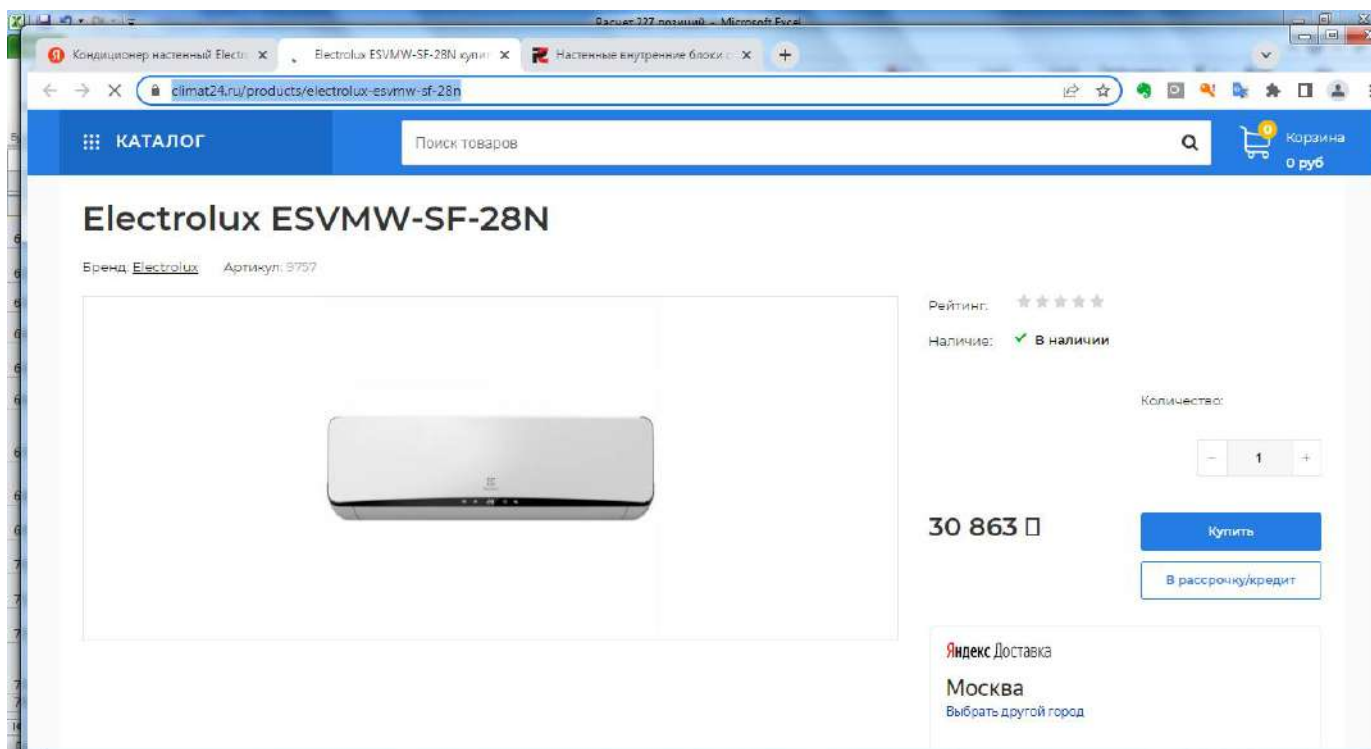 Расчет 227 позиций - Microsoft Excel
Кондиционер настенный Electr
Electrolux ESVMW-SF-28N купит
Настенные внутренние блоки с
climat24.ru/products/electrolux-esvmw-sf-28n
КАТАЛОГ
Поиск товаров
0
Корзина
0 руб
Electrolux ESVMW-SF-28N
Бренд: Electrolux Артикул: 9757
Рейтинг:
Наличие: В наличии
Количество:
- 1 +
30 863
Купить
В рассрочку/кредит
Яндекс Доставка
Москва
Выбрать другой город